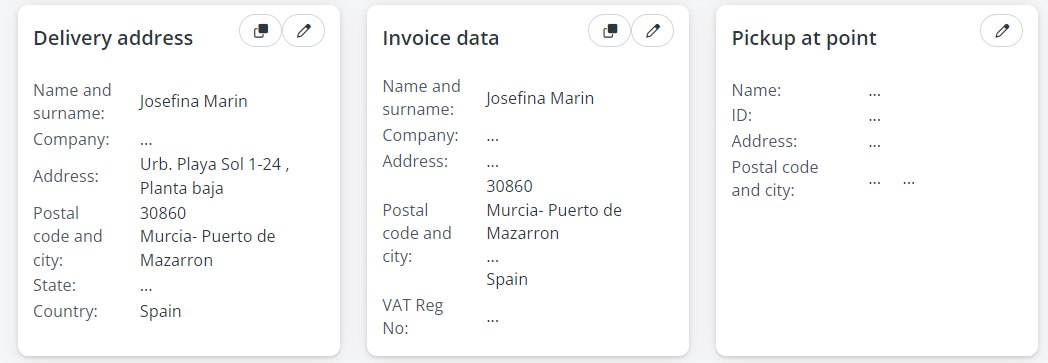 Delivery address
Name and surname: Josefina Marin
Company: ...
Address: Urb. Playa Sol 1-24 ,
Planta baja
Postal code and city: 30860
Murcia- Puerto de
Mazarron
State: ...
Country: Spain
Invoice data
Name and surname: Josefina Marin
Company: ...
Address: ...
Postal code and city: 30860
Murcia- Puerto de
Mazarron
...
Spain
VAT Reg No: ...
Pickup at point
Name: ...
ID: ...
Address: ...
Postal code and city: ... ...